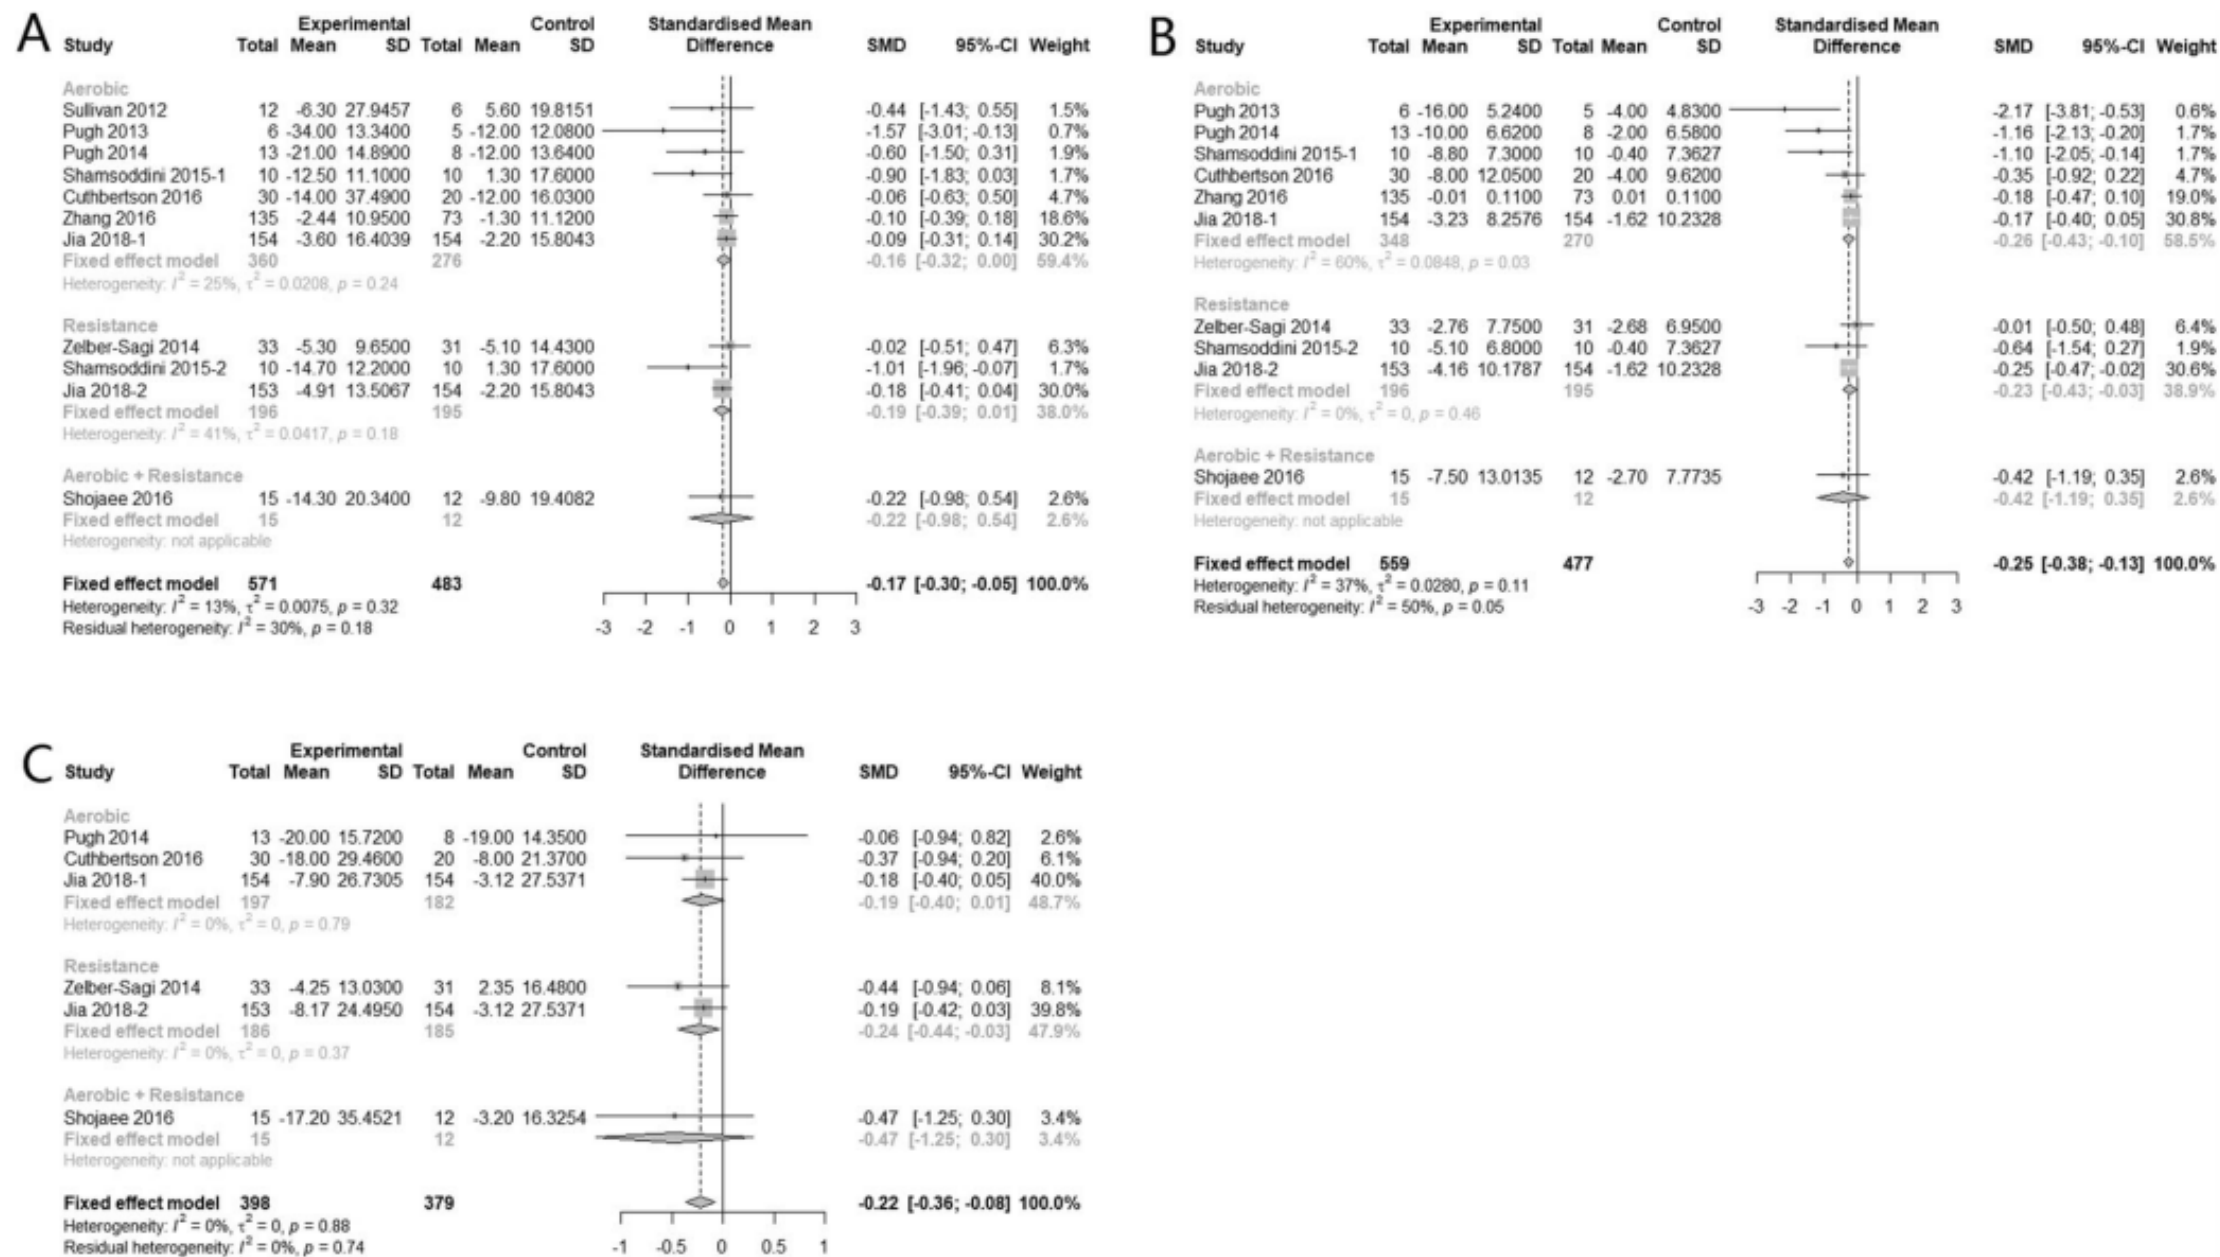 A
Experimental Control Standardised Mean
Study Total Mean SD Total Mean SD Difference SMD 95%-CI Weight
Aerobic
Sullivan 2012 12 -6.30 27.9457 6 5.60 19.8151 -0.44 [-1.43; 0.55] 1.5%
Pugh 2013 6 -34.00 13.3400 5 -12.00 12.0800 -1.57 [-3.01; -0.13] 0.7%
Pugh 2014 13 -21.00 14.8900 8 -12.00 13.6400 -0.60 [-1.50; 0.31] 1.9%
Shamsoddini 2015-1 10 -12.50 11.1000 10 1.30 17.6000 -0.90 [-1.83; 0.03] 1.7%
Cuthbertson 2016 30 -14.00 37.4900 20 -12.00 16.0300 -0.06 [-0.63; 0.50] 4.7%
Zhang 2016 135 -2.44 10.9500 73 -1.30 11.1200 -0.10 [-0.39; 0.18] 18.6%
Jia 2018-1 154 -3.60 16.4039 154 -2.20 15.8043 -0.09 [-0.31; 0.14] 30.2%
Fixed effect model 360 276 -0.16 [-0.32; 0.00] 59.4%
Heterogeneity: I² = 25%, τ² = 0.0208, p = 0.24
Resistance
Zelber-Sagi 2014 33 -5.30 9.6500 31 -5.10 14.4300 -0.02 [-0.51; 0.47] 6.3%
Shamsoddini 2015-2 10 -14.70 12.2000 10 1.30 17.6000 -1.01 [-1.96; -0.07] 1.7%
Jia 2018-2 153 -4.91 13.5067 154 -2.20 15.8043 -0.18 [-0.41; 0.04] 30.0%
Fixed effect model 196 195 -0.19 [-0.39; 0.01] 38.0%
Heterogeneity: I² = 41%, τ² = 0.0417, p = 0.18
Aerobic + Resistance
Shojaee 2016 15 -14.30 20.3400 12 -9.80 19.4082 -0.22 [-0.98; 0.54] 2.6%
Fixed effect model 15 12 -0.22 [-0.98; 0.54] 2.6%
Heterogeneity: not applicable
Fixed effect model 571 483 -0.17 [-0.30; -0.05] 100.0%
Heterogeneity: I² = 13%, τ² = 0.0075, p = 0.32
Residual heterogeneity: I² = 30%, p = 0.18
-3 -2 -1 0 1 2 3
B
Experimental Control Standardised Mean
Study Total Mean SD Total Mean SD Difference SMD 95%-CI Weight
Aerobic
Pugh 2013 6 -16.00 5.2400 5 -4.00 4.8300 -2.17 [-3.81; -0.53] 0.6%
Pugh 2014 13 -10.00 6.6200 8 -2.00 6.5800 -1.16 [-2.13; -0.20] 1.7%
Shamsoddini 2015-1 10 -8.80 7.3000 10 -0.40 7.3627 -1.10 [-2.05; -0.14] 1.7%
Cuthbertson 2016 30 -8.00 12.0500 20 -4.00 9.6200 -0.35 [-0.92; 0.22] 4.7%
Zhang 2016 135 -0.01 0.1100 73 0.01 0.1100 -0.18 [-0.47; 0.10] 19.0%
Jia 2018-1 154 -3.23 8.2576 154 -1.62 10.2328 -0.17 [-0.40; 0.05] 30.8%
Fixed effect model 348 270 -0.26 [-0.43; -0.10] 58.5%
Heterogeneity: I² = 60%, τ² = 0.0848, p = 0.03
Resistance
Zelber-Sagi 2014 33 -2.76 7.7500 31 -2.68 6.9500 -0.01 [-0.50; 0.48] 6.4%
Shamsoddini 2015-2 10 -5.10 6.8000 10 -0.40 7.3627 -0.64 [-1.54; 0.27] 1.9%
Jia 2018-2 153 -4.16 10.1787 154 -1.62 10.2328 -0.25 [-0.47; -0.02] 30.6%
Fixed effect model 196 195 -0.23 [-0.43; -0.03] 38.9%
Heterogeneity: I² = 0%, τ² = 0, p = 0.46
Aerobic + Resistance
Shojaee 2016 15 -7.50 13.0135 12 -2.70 7.7735 -0.42 [-1.19; 0.35] 2.6%
Fixed effect model 15 12 -0.42 [-1.19; 0.35] 2.6%
Heterogeneity: not applicable
Fixed effect model 559 477 -0.25 [-0.38; -0.13] 100.0%
Heterogeneity: I² = 37%, τ² = 0.0280, p = 0.11
Residual heterogeneity: I² = 50%, p = 0.05
-3 -2 -1 0 1 2 3
C
Experimental Control Standardised Mean
Study Total Mean SD Total Mean SD Difference SMD 95%-CI Weight
Aerobic
Pugh 2014 13 -20.00 15.7200 8 -19.00 14.3500 -0.06 [-0.94; 0.82] 2.6%
Cuthbertson 2016 30 -18.00 29.4600 20 -8.00 21.3700 -0.37 [-0.94; 0.20] 6.1%
Jia 2018-1 154 -7.90 26.7305 154 -3.12 27.5371 -0.18 [-0.40; 0.05] 40.0%
Fixed effect model 197 182 -0.19 [-0.40; 0.01] 48.7%
Heterogeneity: I² = 0%, τ² = 0, p = 0.79
Resistance
Zelber-Sagi 2014 33 -4.25 13.0300 31 2.35 16.4800 -0.44 [-0.94; 0.06] 8.1%
Jia 2018-2 153 -8.17 24.4950 154 -3.12 27.5371 -0.19 [-0.42; 0.03] 39.8%
Fixed effect model 186 185 -0.24 [-0.44; -0.03] 47.9%
Heterogeneity: I² = 0%, τ² = 0, p = 0.37
Aerobic + Resistance
Shojaee 2016 15 -17.20 35.4521 12 -3.20 16.3254 -0.47 [-1.25; 0.30] 3.4%
Fixed effect model 15 12 -0.47 [-1.25; 0.30] 3.4%
Heterogeneity: not applicable
Fixed effect model 398 379 -0.22 [-0.36; -0.08] 100.0%
Heterogeneity: I² = 0%, τ² = 0, p = 0.88
Residual heterogeneity: I² = 0%, p = 0.74
-1 -0.5 0 0.5 1